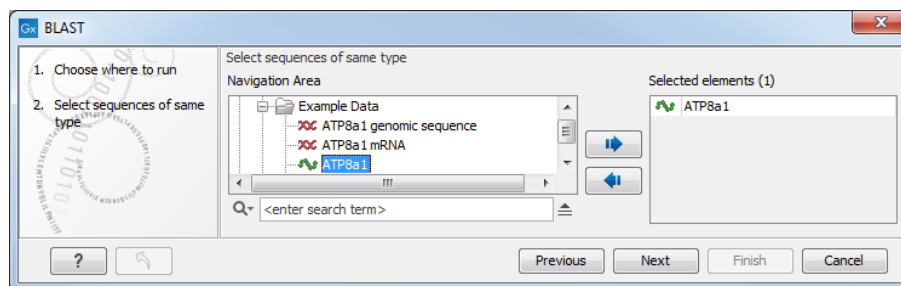 Gx BLAST
1. Choose where to run
2. Select sequences of same
type
Select sequences of same type
Navigation Area
Example Data
ATP8a1 genomic sequence
ATP8a1 mRNA
ATP8a1
<enter search term>
Selected elements (1)
ATP8a1
?
Previous
Next
Finish
Cancel